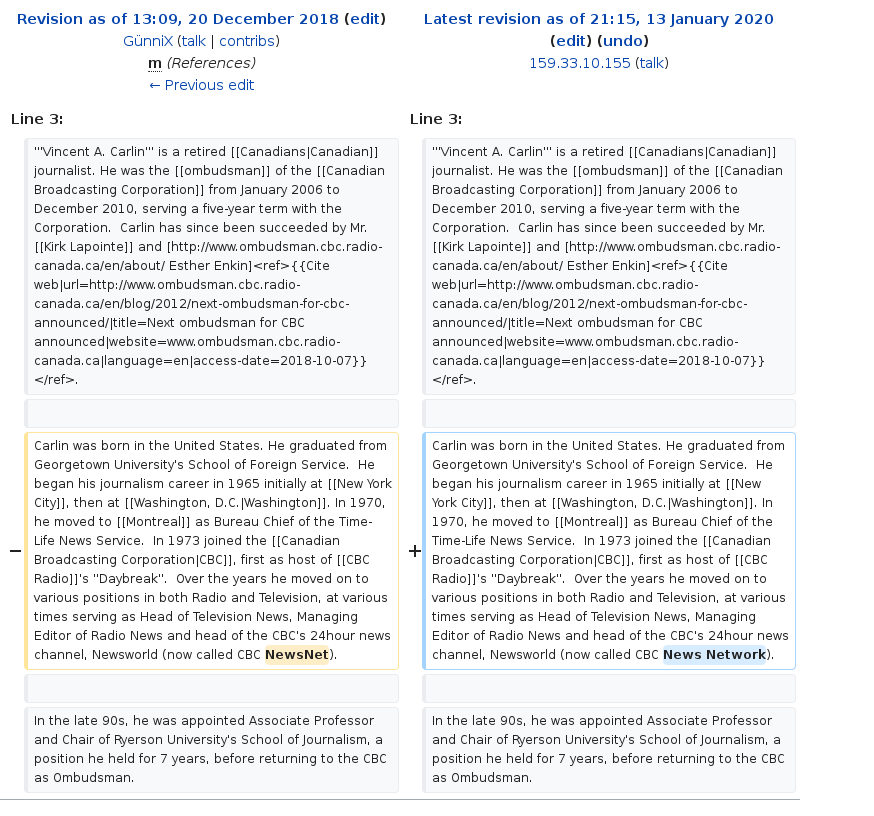 Revision as of 13:09, 20 December 2018 (edit)
GünniX (talk | contribs)
m (References)
← Previous edit
Latest revision as of 21:15, 13 January 2020
(edit) (undo)
159.33.10.155 (talk)
Line 3:
Line 3:
'''Vincent A. Carlin''' is a retired [[Canadians|Canadian]]
journalist. He was the [[ombudsman]] of the [[Canadian
Broadcasting Corporation]] from January 2006 to
December 2010, serving a five-year term with the
Corporation.  Carlin has since been succeeded by Mr.
[[Kirk Lapointe]] and [http://www.ombudsman.cbc.radio-
canada.ca/en/about/ Esther Enkin]<ref>{{Cite
web|url=http://www.ombudsman.cbc.radio-
canada.ca/en/blog/2012/next-ombudsman-for-cbc-
announced/|title=Next ombudsman for CBC
announced|website=www.ombudsman.cbc.radio-
canada.ca|language=en|access-date=2018-10-07}}
</ref>.
'''Vincent A. Carlin''' is a retired [[Canadians|Canadian]]
journalist. He was the [[ombudsman]] of the [[Canadian
Broadcasting Corporation]] from January 2006 to
December 2010, serving a five-year term with the
Corporation.  Carlin has since been succeeded by Mr.
[[Kirk Lapointe]] and [http://www.ombudsman.cbc.radio-
canada.ca/en/about/ Esther Enkin]<ref>{{Cite
web|url=http://www.ombudsman.cbc.radio-
canada.ca/en/blog/2012/next-ombudsman-for-cbc-
announced/|title=Next ombudsman for CBC
announced|website=www.ombudsman.cbc.radio-
canada.ca|language=en|access-date=2018-10-07}}
</ref>.
−
Carlin was born in the United States. He graduated from
Georgetown University's School of Foreign Service.  He
began his journalism career in 1965 initially at [[New York
City]], then at [[Washington, D.C.|Washington]]. In 1970,
he moved to [[Montreal]] as Bureau Chief of the Time-
Life News Service.  In 1973 joined the [[Canadian
Broadcasting Corporation|CBC]], first as host of [[CBC
Radio]]'s ''Daybreak''.  Over the years he moved on to
various positions in both Radio and Television, at various
times serving as Head of Television News, Managing
Editor of Radio News and head of the CBC's 24hour news
channel, Newsworld (now called CBC NewsNet).
+
Carlin was born in the United States. He graduated from
Georgetown University's School of Foreign Service.  He
began his journalism career in 1965 initially at [[New
York City]], then at [[Washington, D.C.|Washington]]. In
1970, he moved to [[Montreal]] as Bureau Chief of the
Time-Life News Service.  In 1973 joined the [[Canadian
Broadcasting Corporation|CBC]], first as host of [[CBC
Radio]]'s ''Daybreak''.  Over the years he moved on to
various positions in both Radio and Television, at various
times serving as Head of Television News, Managing
Editor of Radio News and head of the CBC's 24hour news
channel, Newsworld (now called CBC News Network).
In the late 90s, he was appointed Associate Professor
and Chair of Ryerson University's School of Journalism, a
position he held for 7 years, before returning to the CBC
as Ombudsman.
In the late 90s, he was appointed Associate Professor
and Chair of Ryerson University's School of Journalism, a
position he held for 7 years, before returning to the CBC
as Ombudsman.